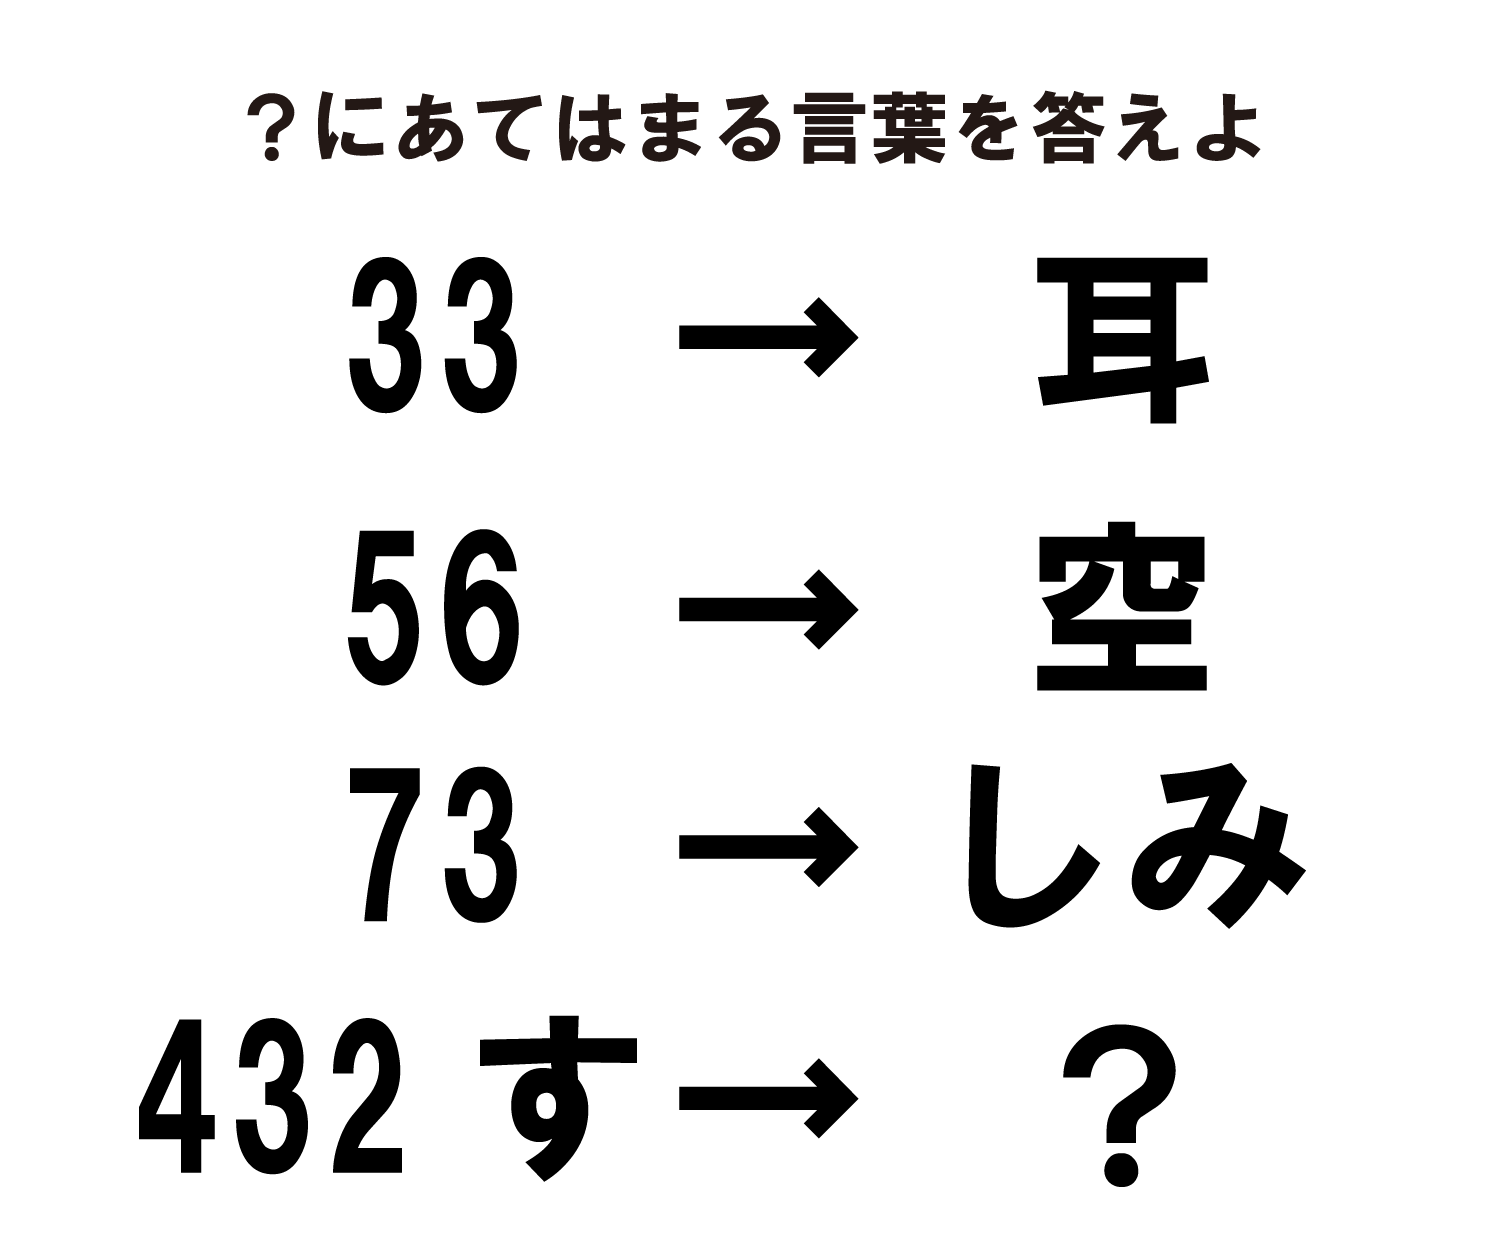 ？にあてはまる言葉を答えよ
33 → 耳
56 → 空
73 → しみ
432 す → ？